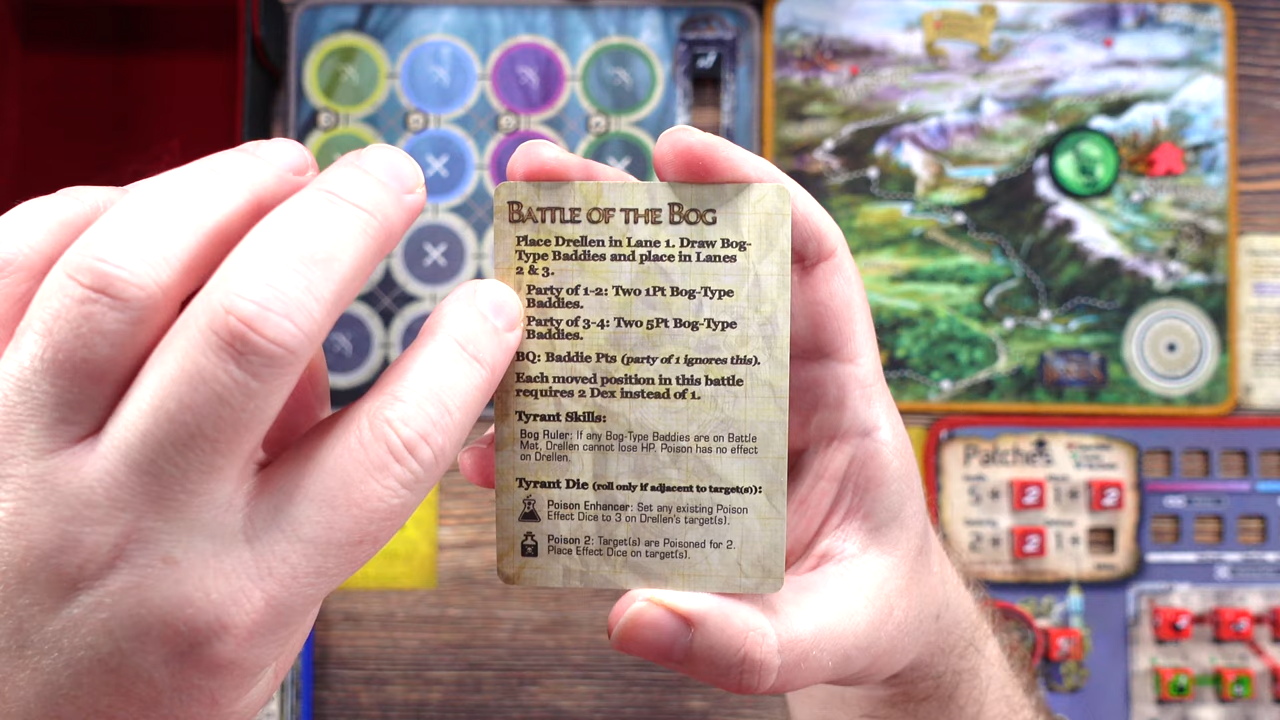 BATTLE OF THE BOG
Place Drellen in Lane 1. Draw Bog-
Type Baddies and place in Lanes
2 & 3.
Party of 1-2: Two 1Pt Bog-Type
Baddies.
Party of 3-4: Two 5Pt Bog-Type
Baddies.
BQ: Baddie Pts (party of 1 ignores this).
Each moved position in this battle
requires 2 Dex instead of 1.
Tyrant Skills:
Bog Ruler: If any Bog-Type Baddies are on Battle
Mat, Drellen cannot lose HP. Poison has no effect
on Drellen.
Tyrant Die (roll only if adjacent to target(s)):
Poison Enhancer: Set any existing Poison
Effect Dice to 3 on Drellen's target(s).
Poison 2: Target(s) are Poisoned for 2.
Place Effect Dice on target(s).
Patches